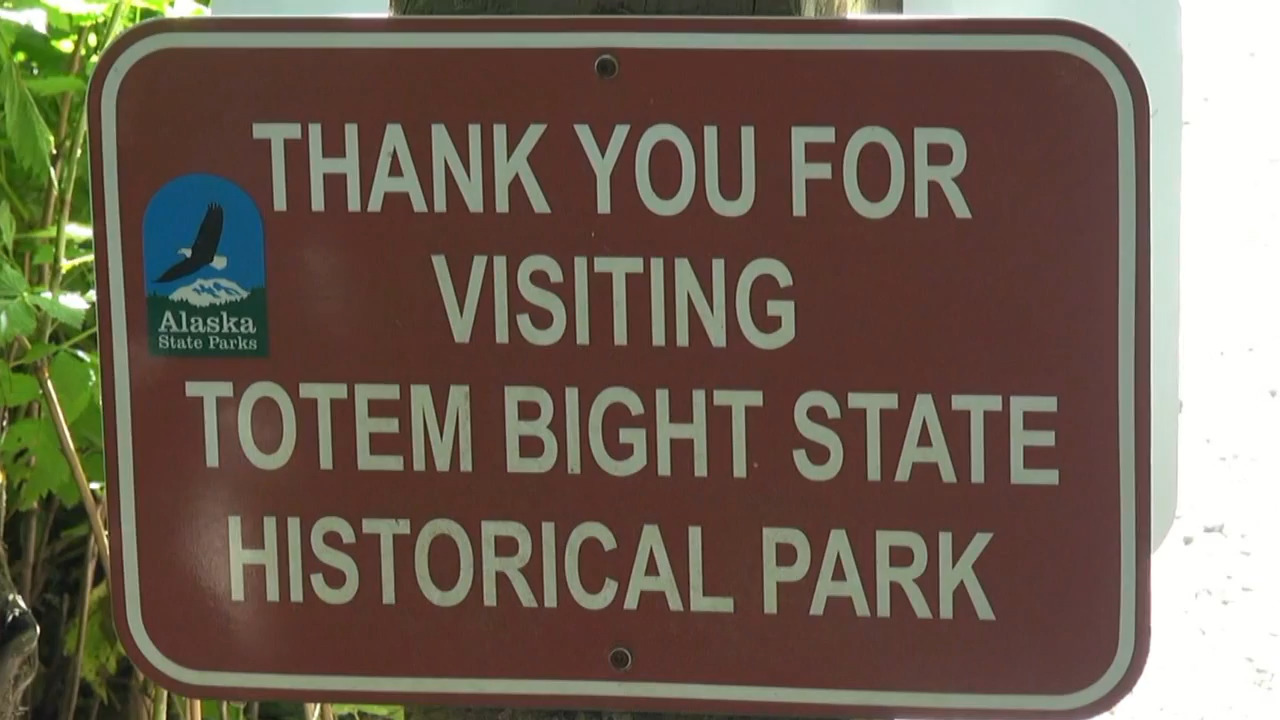 THANK YOU FOR
VISITING
Alaska
State Parks
TOTEM BIGHT STATE
HISTORICAL PARK